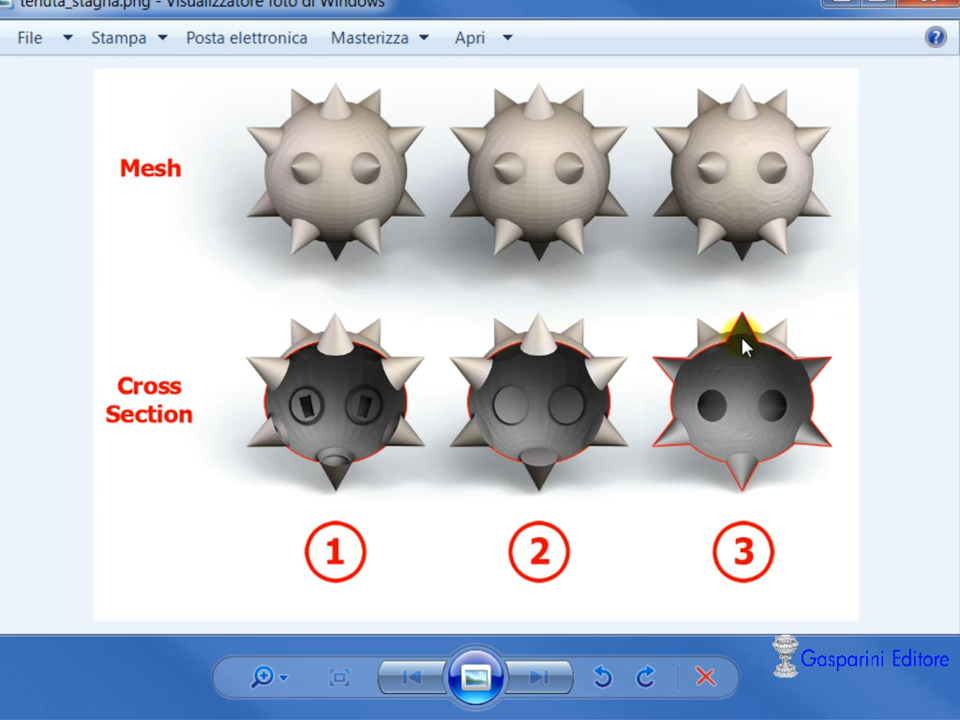 tenuta_stagna.png - Visualizzatore foto di Windows
File Stampa Posta elettronica Masterizza Apri ?
Mesh
Cross
Section
1 2 3
Gasparini Editore